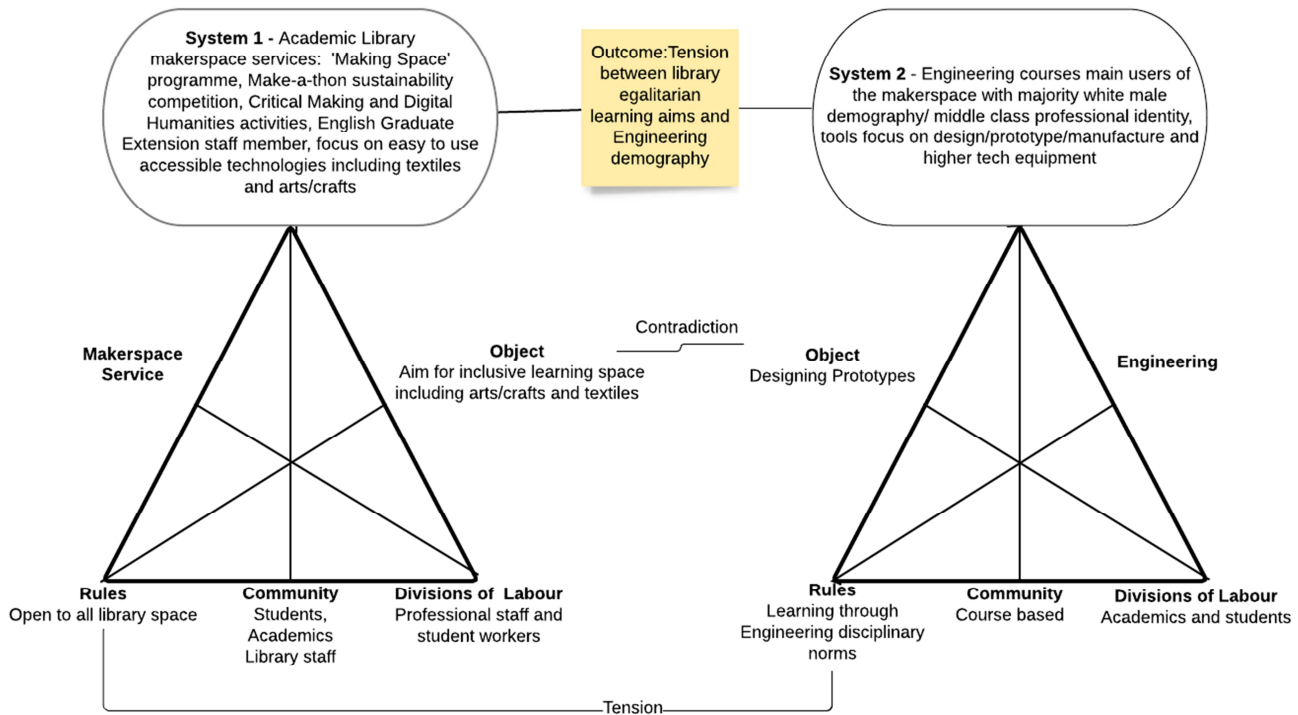 System 1 - Academic Library
makerspace services: 'Making Space'
programme, Make-a-thon sustainability
competition, Critical Making and Digital
Humanities activities, English Graduate
Extension staff member, focus on easy to use
accessible technologies including textiles
and arts/crafts
Outcome:Tension
between library
egalitarian
learning aims and
Engineering
demography
System 2 - Engineering courses main users of
the makerspace with majority white male
demography/ middle class professional identity,
tools focus on design/prototype/manufacture and
higher tech equipment
Makerspace
Service
Object
Aim for inclusive learning space
including arts/crafts and textiles
Contradiction
Object
Designing Prototypes
Engineering
Rules
Open to all library space
Community
Students,
Academics
Library staff
Divisions of Labour
Professional staff and
student workers
Rules
Learning through
Engineering disciplinary
norms
Community
Course based
Divisions of Labour
Academics and students
Tension